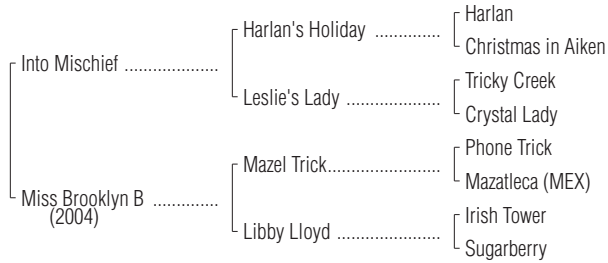 Harlan
Harlan's Holiday ..............
Christmas in Aiken
Into Mischief ...................
Tricky Creek
Leslie's Lady ...................
Crystal Lady
Phone Trick
Mazel Trick.......................
Mazatleca (MEX)
Miss Brooklyn B .............
(2004)
Irish Tower
Libby Lloyd .....................
Sugarberry